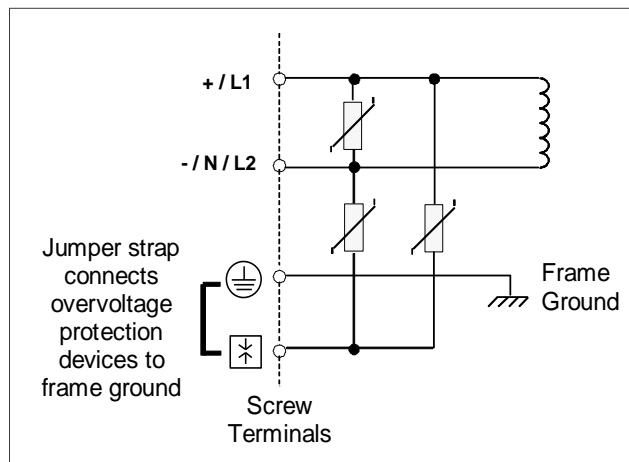 + / L1
- / N / L2
Jumper strap
connects
overvoltage
protection
devices to
frame ground
Frame
Ground
Screw
Terminals